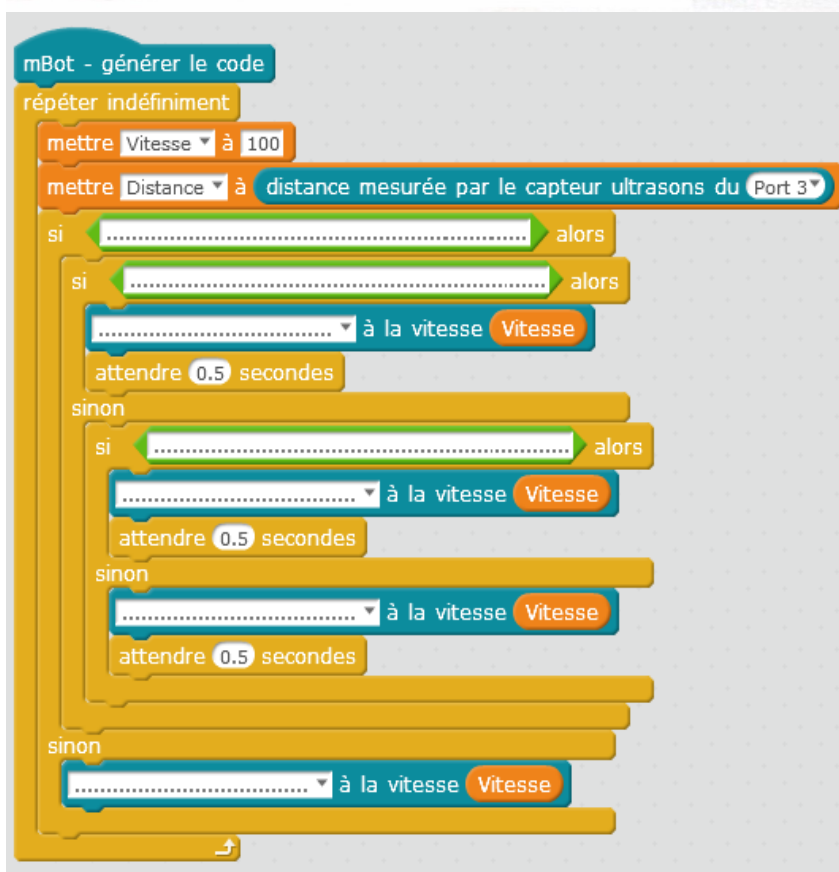 mBot - générer le code
répéter indéfiniment
mettre Vitesse à 100
mettre Distance à distance mesurée par le capteur ultrasons du Port 3
si ........................................................................ alors
si ........................................................................ alors
........................................ à la vitesse Vitesse
attendre 0.5 secondes
sinon
si ........................................................................ alors
........................................ à la vitesse Vitesse
attendre 0.5 secondes
sinon
........................................ à la vitesse Vitesse
attendre 0.5 secondes
sinon
........................................ à la vitesse Vitesse